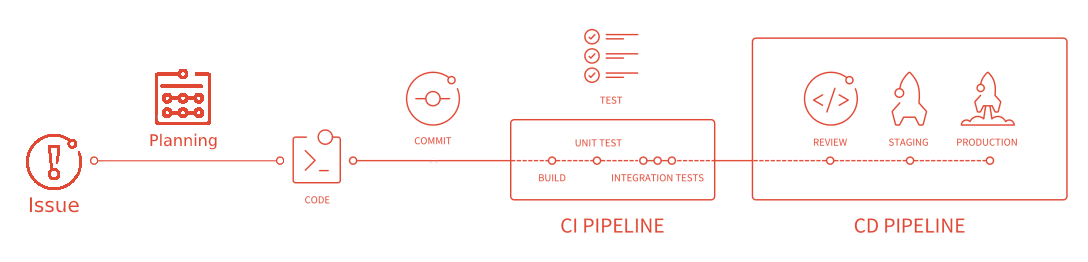 Issue
Planning
CODE
COMMIT
TEST
UNIT TEST
BUILD
INTEGRATION TESTS
CI PIPELINE
REVIEW
STAGING
PRODUCTION
CD PIPELINE